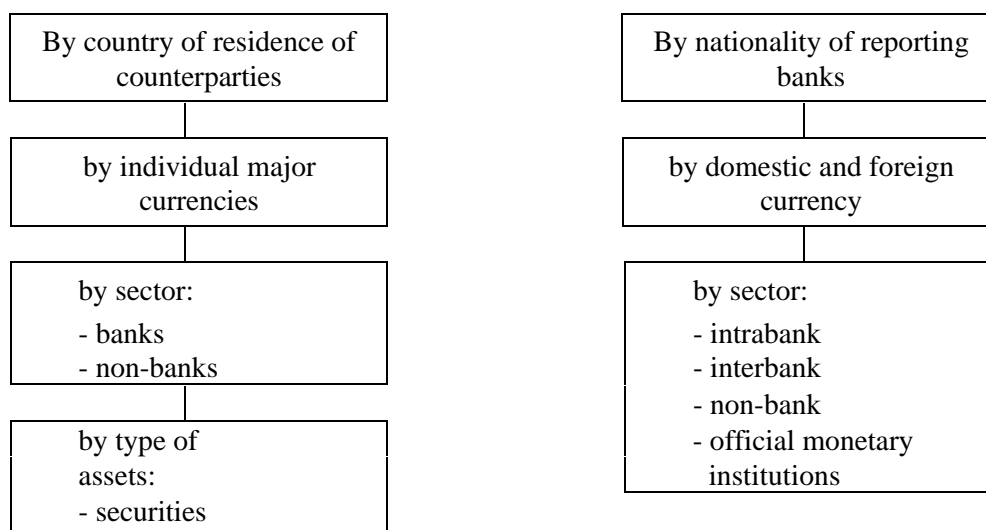 By country of residence of
counterparties
by individual major
currencies
by sector:
- banks
- non-banks
by type of
assets:
- securities
By nationality of reporting
banks
by domestic and foreign
currency
by sector:
- intrabank
- interbank
- non-bank
- official monetary
institutions